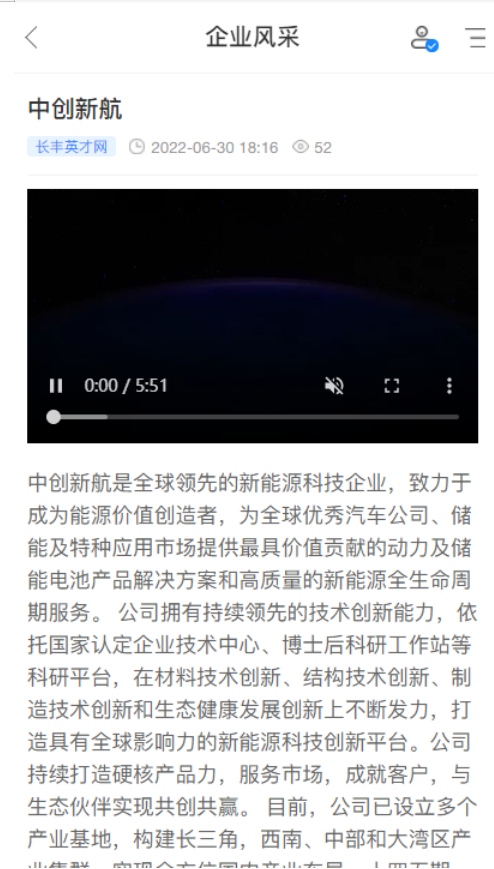 企业风采
中创新航
长丰英才网 2022-06-30 18:16 52
0:00 / 5:51
中创新航是全球领先的新能源科技企业，致力于
成为能源价值创造者，为全球优秀汽车公司、储
能及特种应用市场提供最具价值贡献的动力及储
能电池产品解决方案和高质量的新能源全生命周
期服务。 公司拥有持续领先的技术创新能力，依
托国家认定企业技术中心、博士后科研工作站等
科研平台，在材料技术创新、结构技术创新、制
造技术创新和生态健康发展创新上不断发力，打
造具有全球影响力的新能源科技创新平台。公司
持续打造硬核产品力，服务市场，成就客户，与
生态伙伴实现共创共赢。 目前，公司已设立多个
产业基地，构建长三角，西南、中部和大湾区产